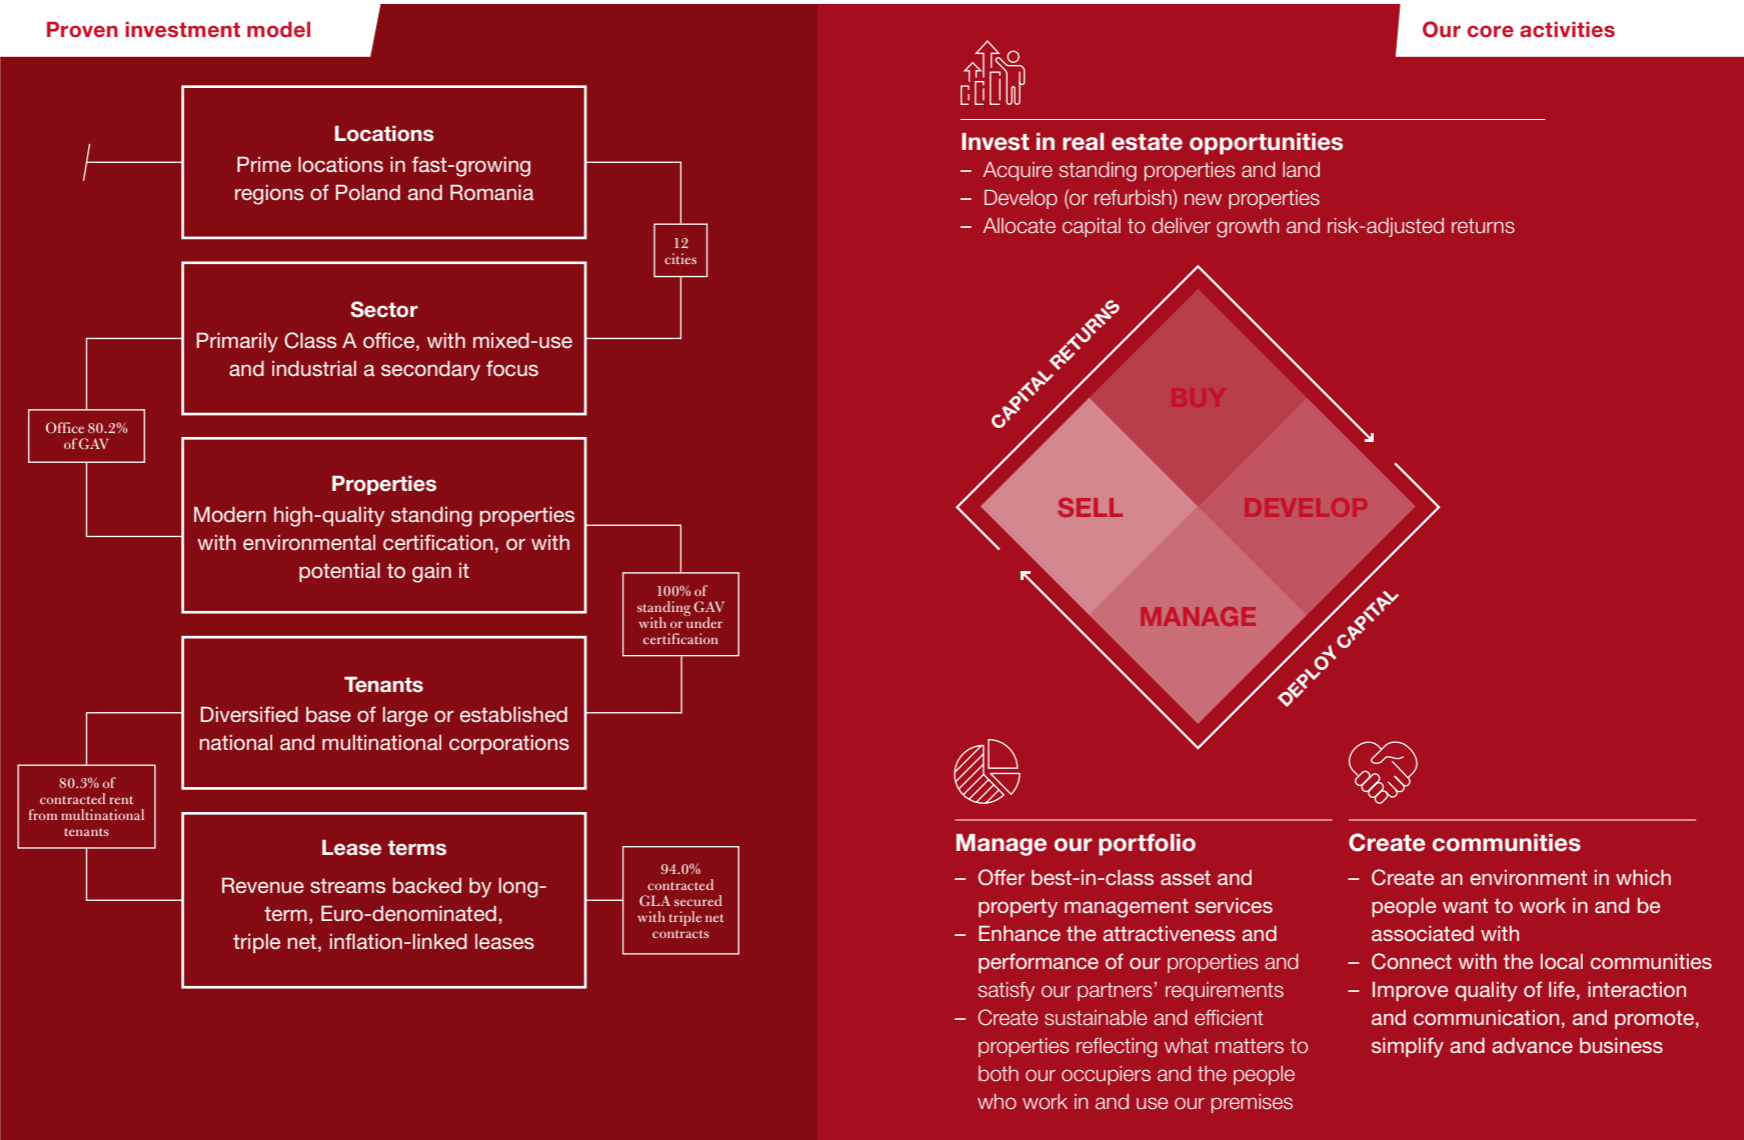 Proven investment model
Locations
Prime locations in fast-growing
regions of Poland and Romania
12
cities
Sector
Primarily Class A office, with mixed-use
and industrial a secondary focus
Office 80.2%
of GAV
Properties
Modern high-quality standing properties
with environmental certification, or with
potential to gain it
100% of
standing GAV
with or under
certification
Tenants
Diversified base of large or established
national and multinational corporations
80.3% of
contracted rent
from multinational
tenants
Lease terms
Revenue streams backed by long-
term, Euro-denominated,
triple net, inflation-linked leases
94.0%
contracted
GLA secured
with triple net
contracts
Our core activities
Invest in real estate opportunities
– Acquire standing properties and land
– Develop (or refurbish) new properties
– Allocate capital to deliver growth and risk-adjusted returns
CAPITAL RETURNS
BUY
SELL
DEVELOP
MANAGE
DEPLOY CAPITAL
Manage our portfolio
– Offer best-in-class asset and
property management services
– Enhance the attractiveness and
performance of our properties and
satisfy our partners’ requirements
– Create sustainable and efficient
properties reflecting what matters to
both our occupiers and the people
who work in and use our premises
Create communities
– Create an environment in which
people want to work in and be
associated with
– Connect with the local communities
– Improve quality of life, interaction
and communication, and promote,
simplify and advance business